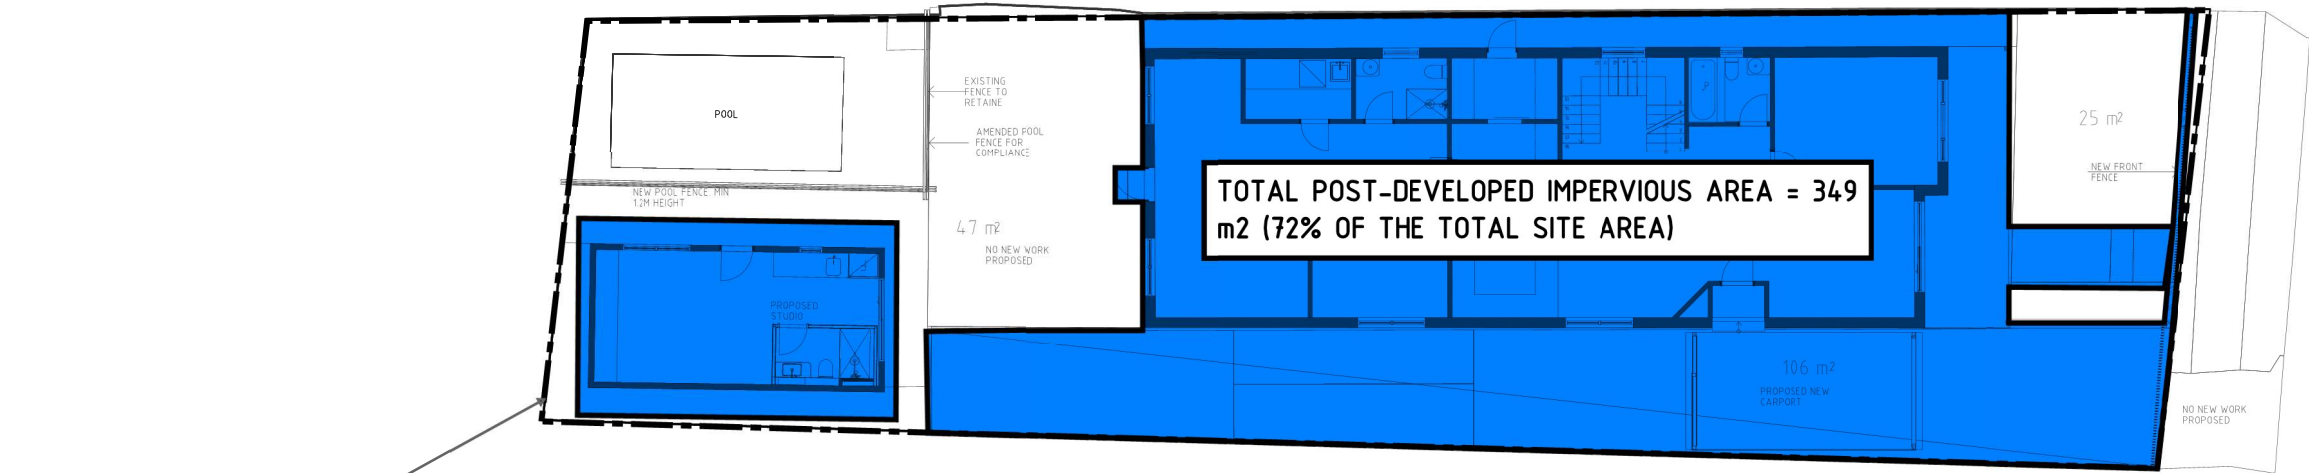 POOL
EXISTING
FENCE TO
RETAINE
AMENDED POOL
FENCE FOR
COMPLIANCE
NEW POOL FENCE MIN
1.2M HEIGHT
47 m²
NO NEW WORK
PROPOSED
PROPOSED
STUDIO
TOTAL POST-DEVELOPED IMPERVIOUS AREA = 349
m2 (72% OF THE TOTAL SITE AREA)
25 m²
NEW FRONT
FENCE
106 m²
PROPOSED NEW
CARPORT
NO NEW WORK
PROPOSED